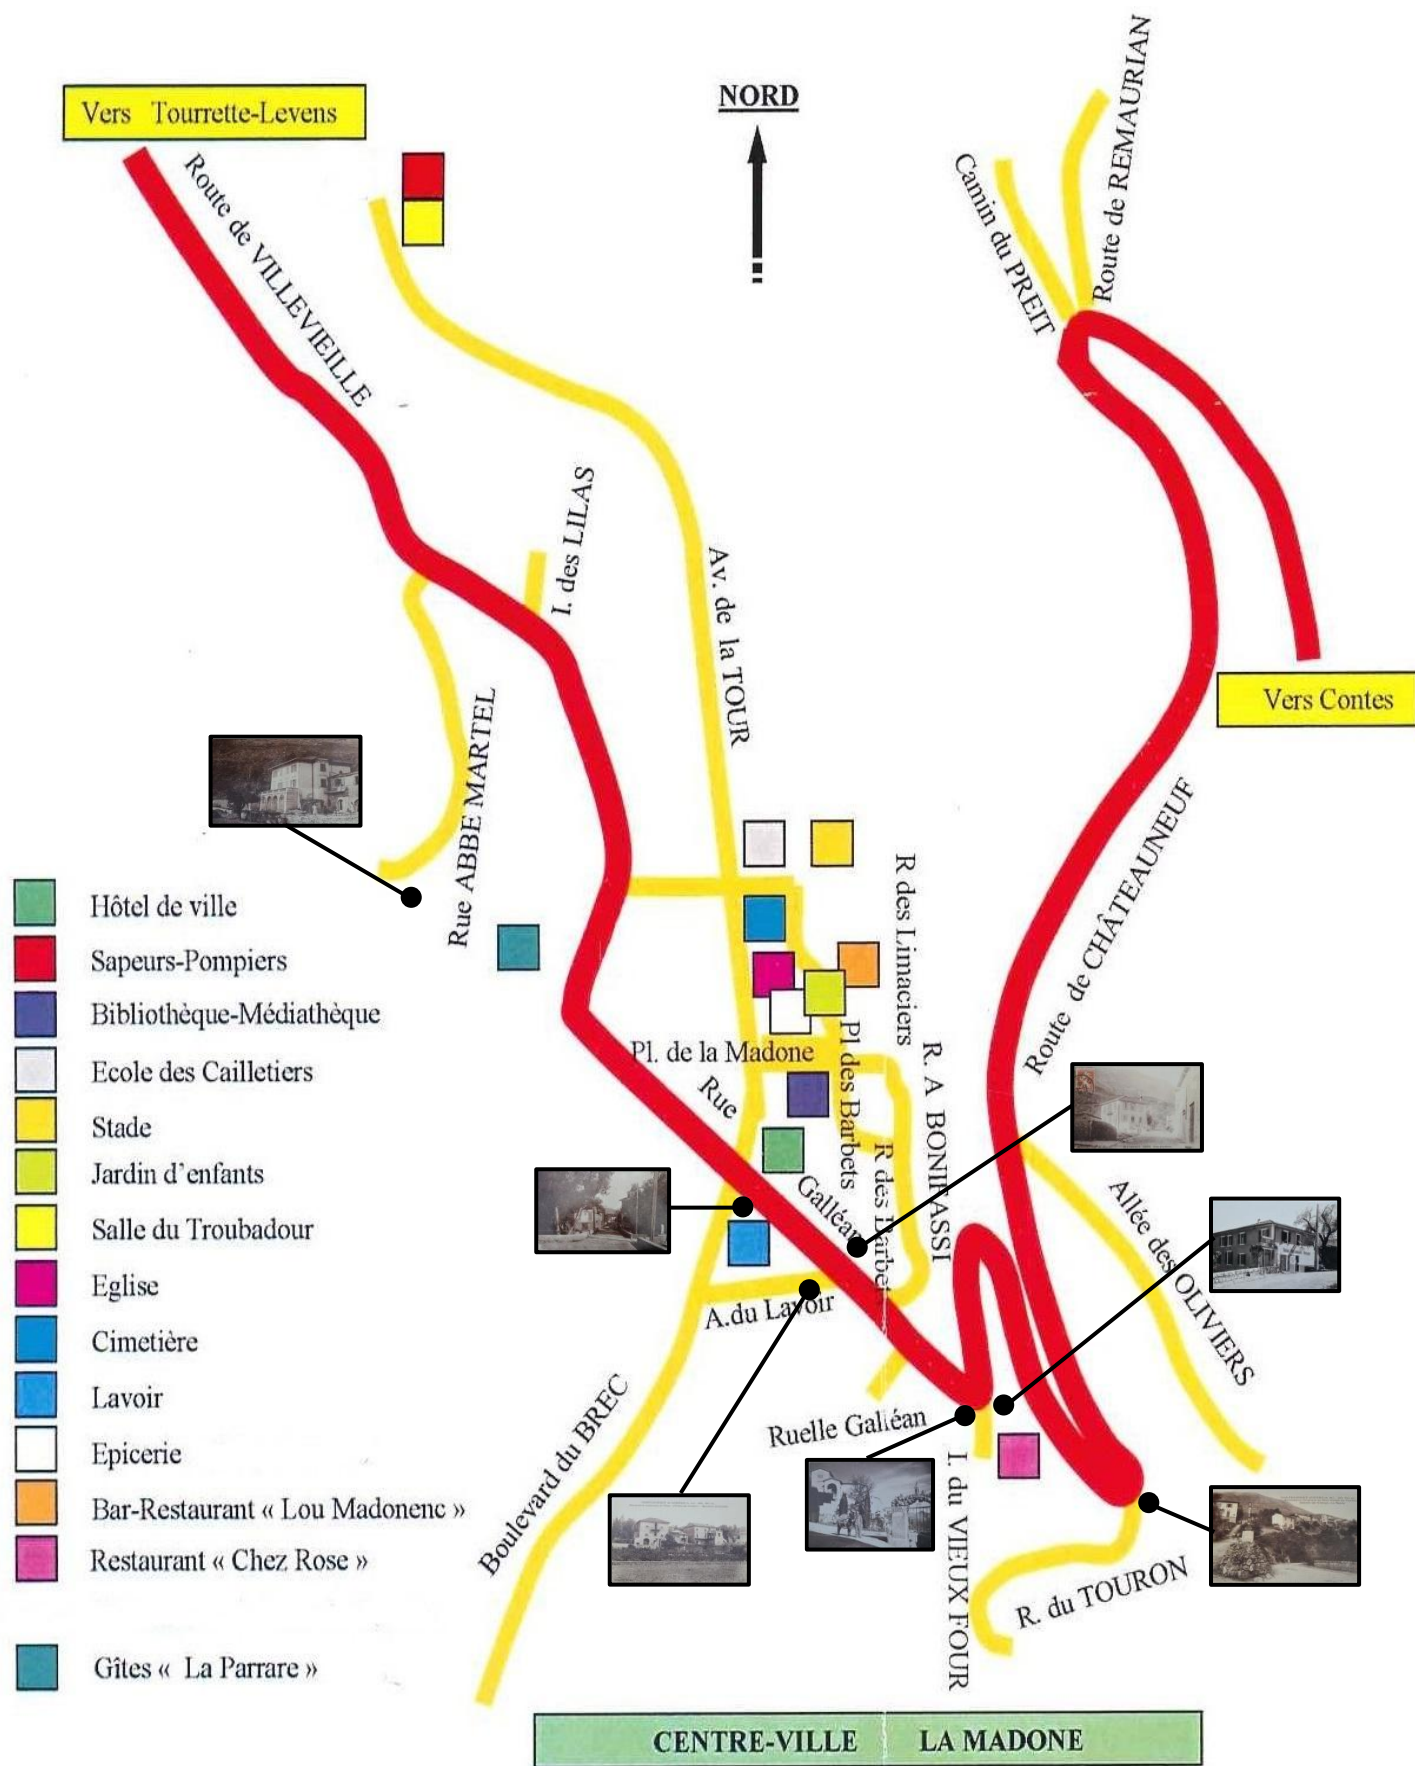 NORD
Vers Tourrette-Levens
Route de VILLEVIEILLE
Camin du PREIT
Route de REMAURIAN
I. des LILAS
Av. de la TOUR
Vers Contes
Rue ABBE MARTEL
Route de CHÂTEAUNEUF
R des Limaciers
Pl. de la Madone
Pl des Barbets
R. A BONIFASSI
Rue Galléan
R des Barbets
A.du Lavoir
Allée des OLIVIERS
Ruelle Galléan
Boulevard du BREC
I. du VIEUX FOUR
R. du TOURON
Hôtel de ville
Sapeurs-Pompiers
Bibliothèque-Médiathèque
Ecole des Cailletiers
Stade
Jardin d'enfants
Salle du Troubadour
Eglise
Cimetière
Lavoir
Epicerie
Bar-Restaurant « Lou Madonenc »
Restaurant « Chez Rose »
Gîtes « La Parrare »
CENTRE-VILLE LA MADONE